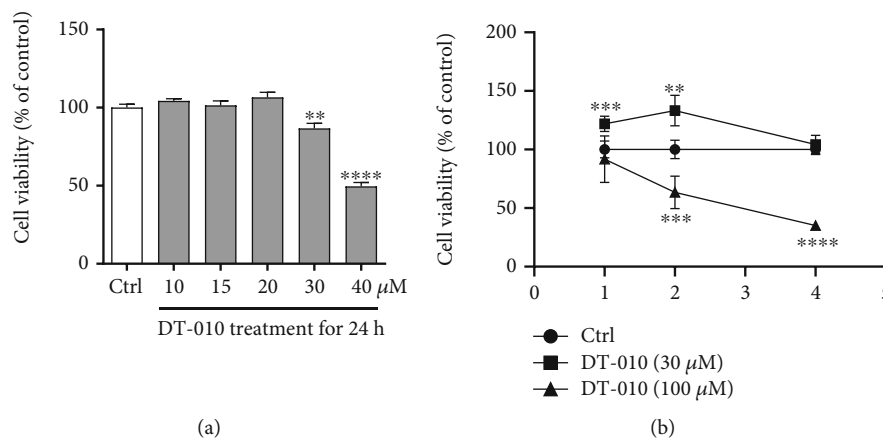 Cell viability (% of control)
150
100
50
0
**
****
Ctrl 10 15 20 30 40 μM
DT-010 treatment for 24 h
(a)
Cell viability (% of control)
200
150
100
50
0
***
**
***
****
0 1 2 3 4 5
Ctrl
DT-010 (30 μM)
DT-010 (100 μM)
(b)